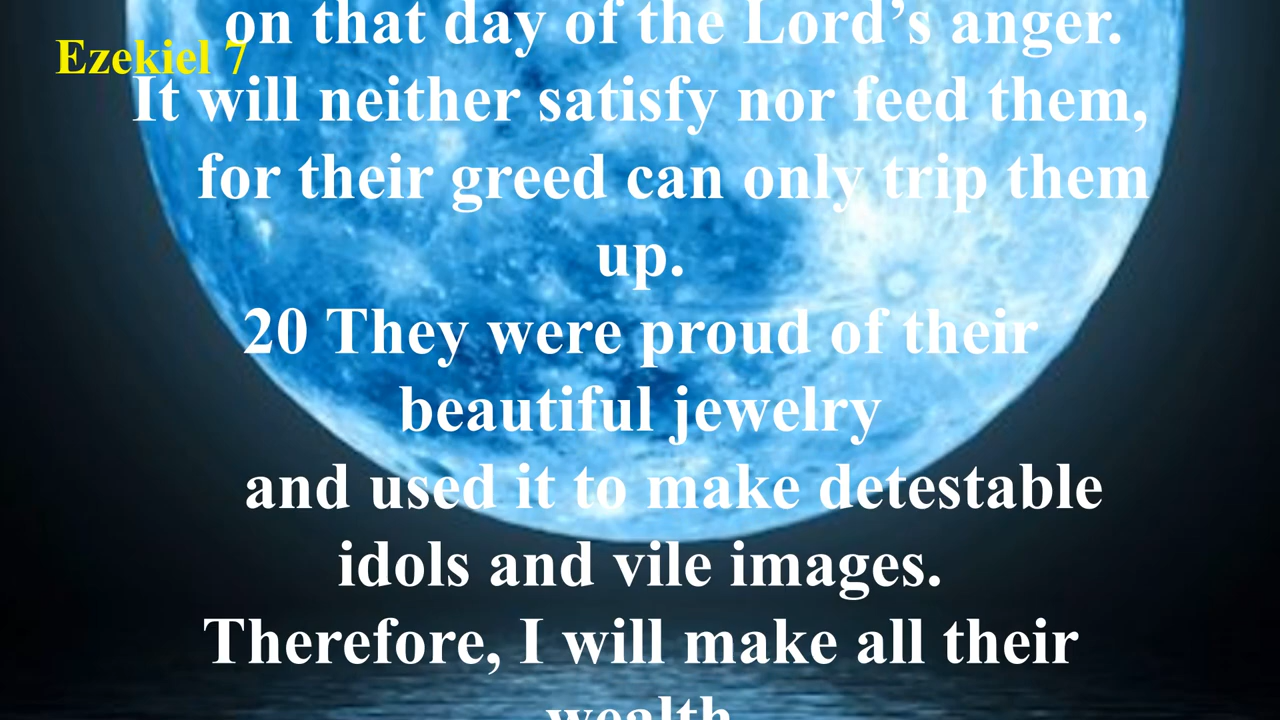 on that day of the Lord’s anger.
Ezekiel 7
It will neither satisfy nor feed them,
for their greed can only trip them
up.
20 They were proud of their
beautiful jewelry
and used it to make detestable
idols and vile images.
Therefore, I will make all their
wealth